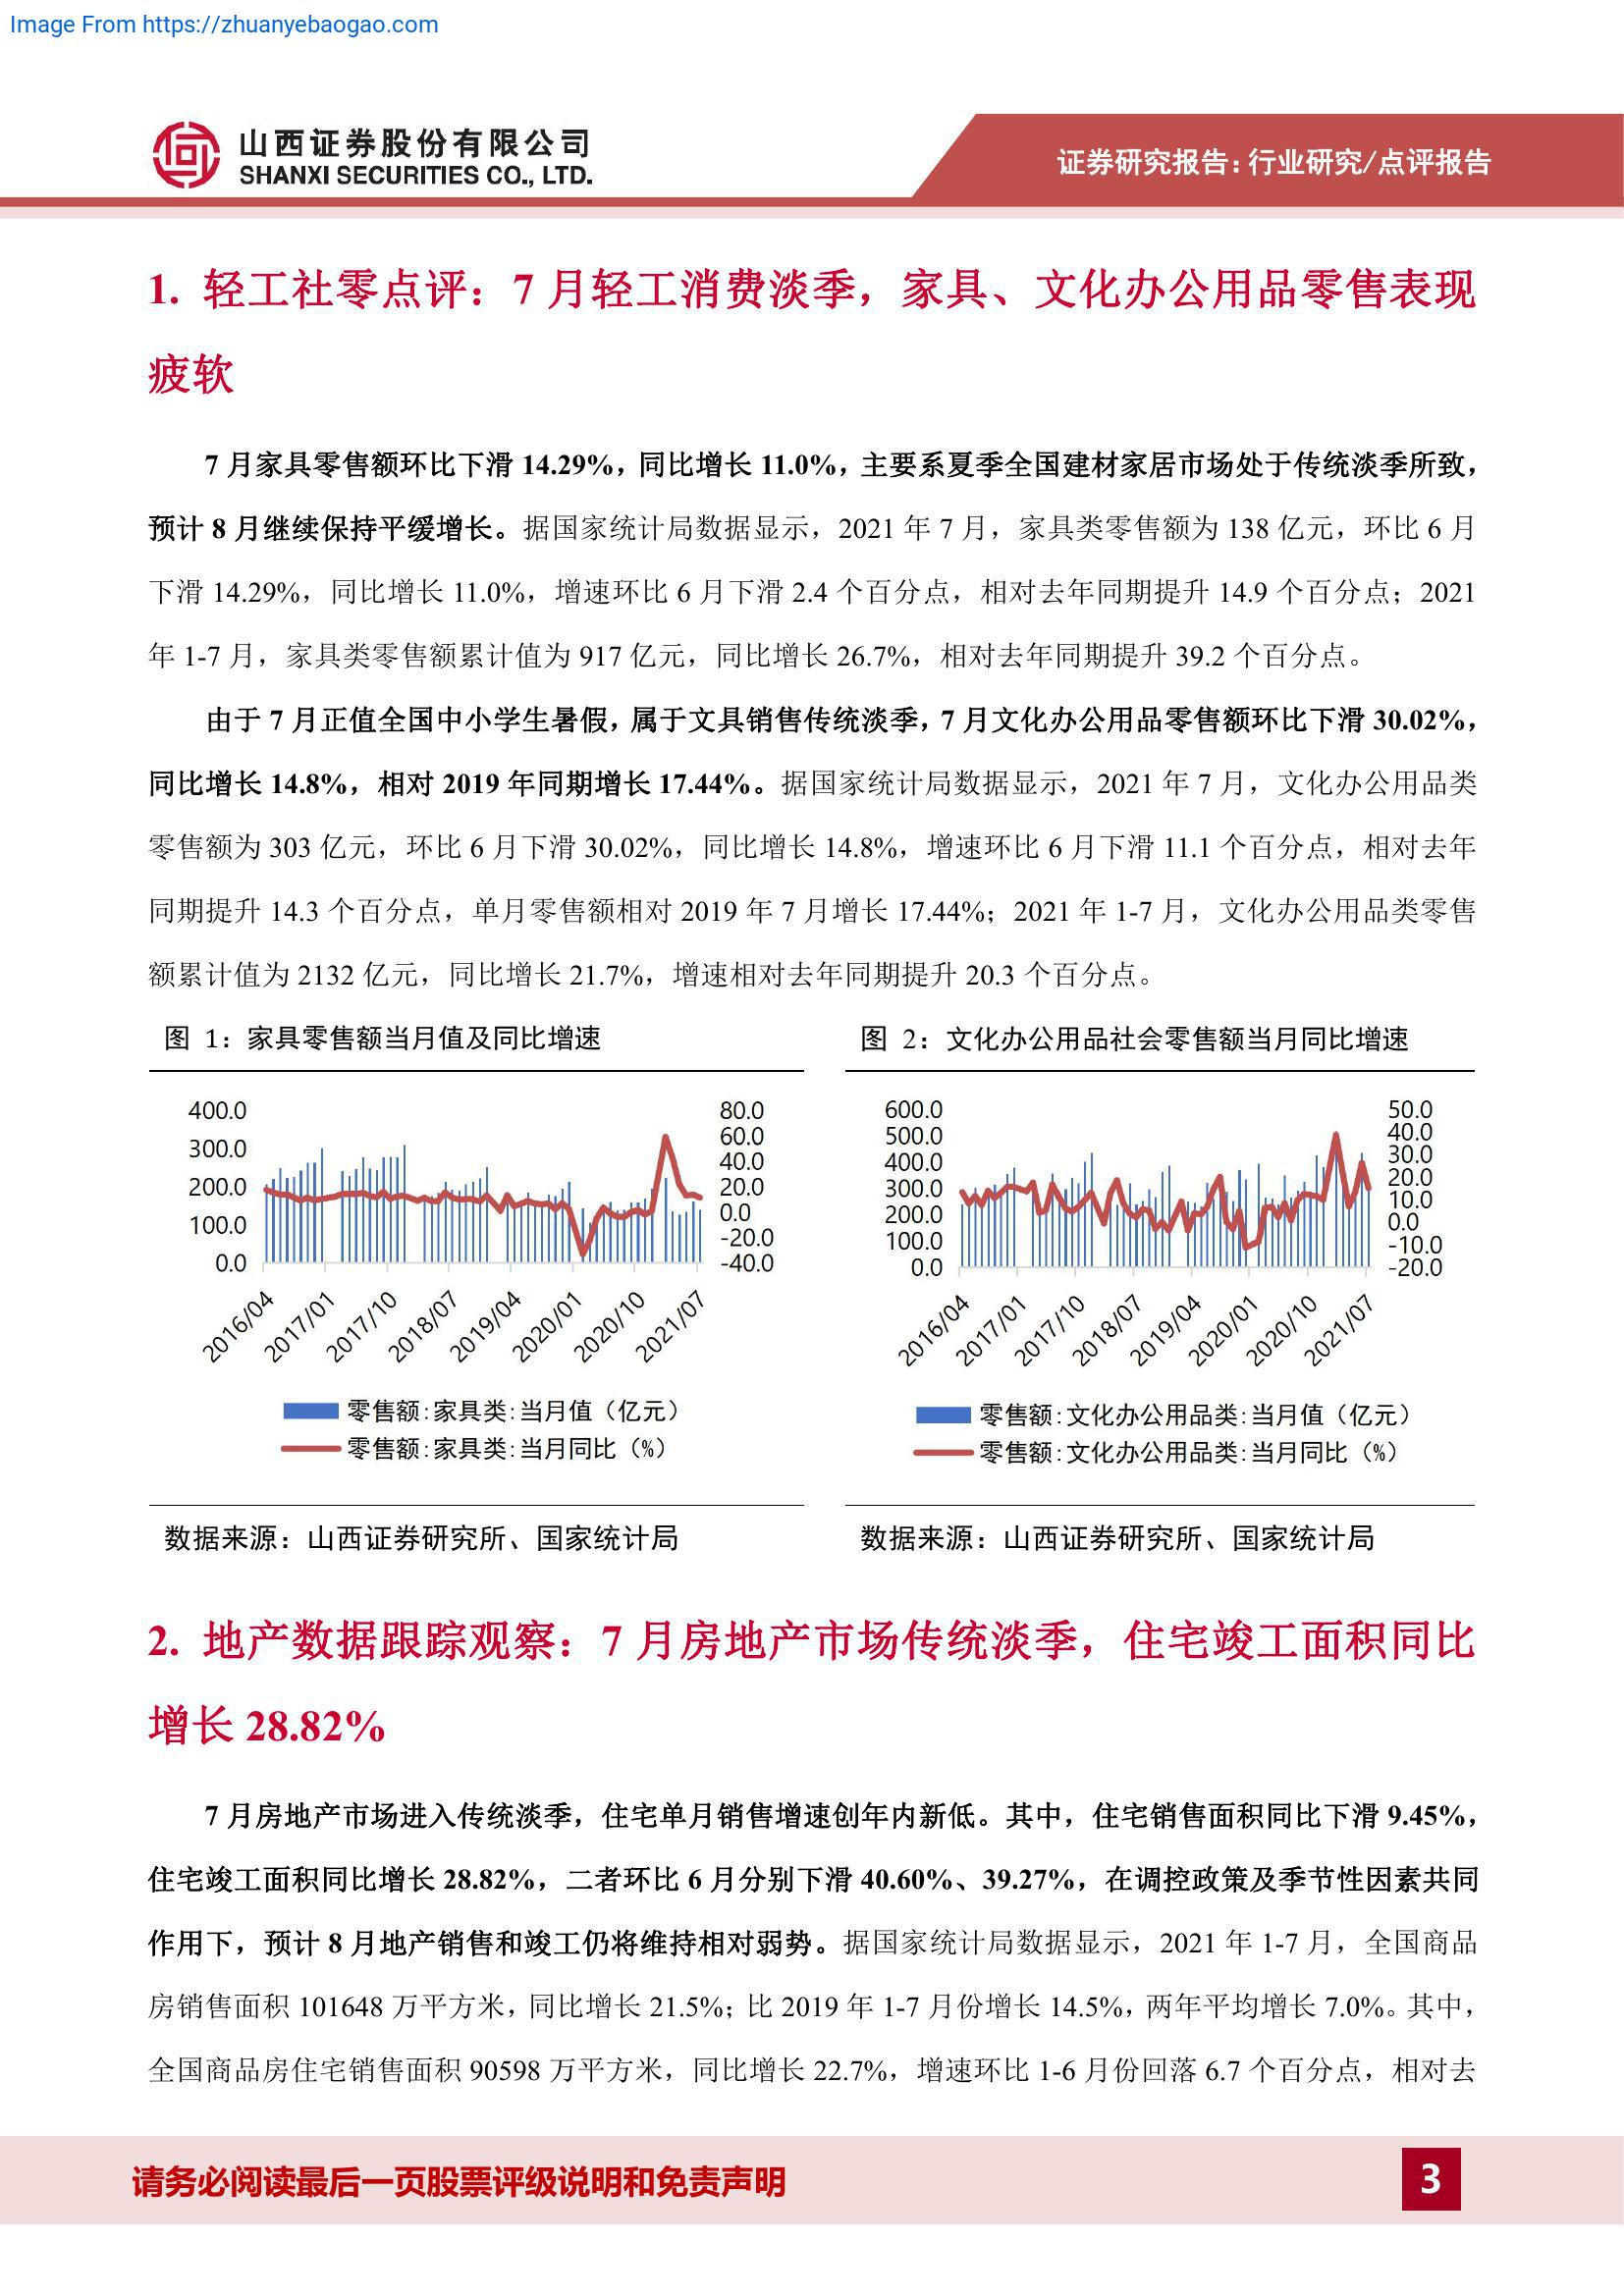 Image From https://zhuanyebaogao.com
山西证券股份有限公司
SHANXI SECURITIES CO., LTD.
证券研究报告：行业研究/点评报告
1. 轻工社零点评：7 月轻工消费淡季，家具、文化办公用品零售表现
疲软
7 月家具零售额环比下滑 14.29%，同比增长 11.0%，主要系夏季全国建材家居市场处于传统淡季所致，
预计 8 月继续保持平缓增长。据国家统计局数据显示，2021 年 7 月，家具类零售额为 138 亿元，环比 6 月
下滑 14.29%，同比增长 11.0%，增速环比 6 月下滑 2.4 个百分点，相对去年同期提升 14.9 个百分点；2021
年 1-7 月，家具类零售额累计值为 917 亿元，同比增长 26.7%，相对去年同期提升 39.2 个百分点。
由于 7 月正值全国中小学生暑假，属于文具销售传统淡季，7 月文化办公用品零售额环比下滑 30.02%，
同比增长 14.8%，相对 2019 年同期增长 17.44%。据国家统计局数据显示，2021 年 7 月，文化办公用品类
零售额为 303 亿元，环比 6 月下滑 30.02%，同比增长 14.8%，增速环比 6 月下滑 11.1 个百分点，相对去年
同期提升 14.3 个百分点，单月零售额相对 2019 年 7 月增长 17.44%；2021 年 1-7 月，文化办公用品类零售
额累计值为 2132 亿元，同比增长 21.7%，增速相对去年同期提升 20.3 个百分点。
图 1：家具零售额当月值及同比增速
400.0
300.0
200.0
100.0
0.0
80.0
60.0
40.0
20.0
0.0
-20.0
-40.0
2016/04
2017/01
2017/10
2018/07
2019/04
2020/01
2020/10
2021/07
零售额:家具类:当月值（亿元）
零售额:家具类:当月同比（%）
数据来源：山西证券研究所、国家统计局
图 2：文化办公用品社会零售额当月同比增速
600.0
500.0
400.0
300.0
200.0
100.0
0.0
50.0
40.0
30.0
20.0
10.0
0.0
-10.0
-20.0
2016/04
2017/01
2017/10
2018/07
2019/04
2020/01
2020/10
2021/07
零售额:文化办公用品类:当月值（亿元）
零售额:文化办公用品类:当月同比（%）
数据来源：山西证券研究所、国家统计局
2. 地产数据跟踪观察：7 月房地产市场传统淡季，住宅竣工面积同比
增长 28.82%
7 月房地产市场进入传统淡季，住宅单月销售增速创年内新低。其中，住宅销售面积同比下滑 9.45%，
住宅竣工面积同比增长 28.82%，二者环比 6 月分别下滑 40.60%、39.27%，在调控政策及季节性因素共同
作用下，预计 8 月地产销售和竣工仍将维持相对弱势。据国家统计局数据显示，2021 年 1-7 月，全国商品
房销售面积 101648 万平方米，同比增长 21.5%；比 2019 年 1-7 月份增长 14.5%，两年平均增长 7.0%。其中，
全国商品房住宅销售面积 90598 万平方米，同比增长 22.7%，增速环比 1-6 月份回落 6.7 个百分点，相对去
请务必阅读最后一页股票评级说明和免责声明
3